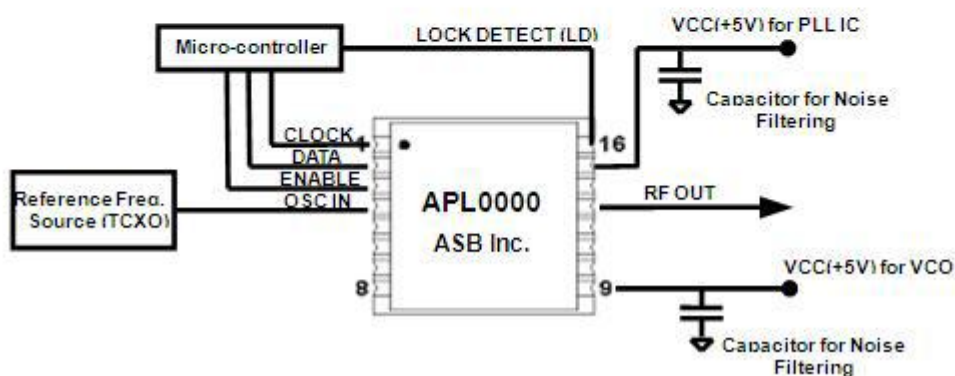 Micro-controller
LOCK DETECT (LD)
VCC(+5V) for PLL IC
Capacitor for Noise
Filtering
CLOCK
1
16
DATA
ENABLE
OSC IN
Reference Freq.
Source (TCXO)
APL0000
ASB Inc.
RF OUT
8
9
VCC(+5V) for VCO
Capacitor for Noise
Filtering